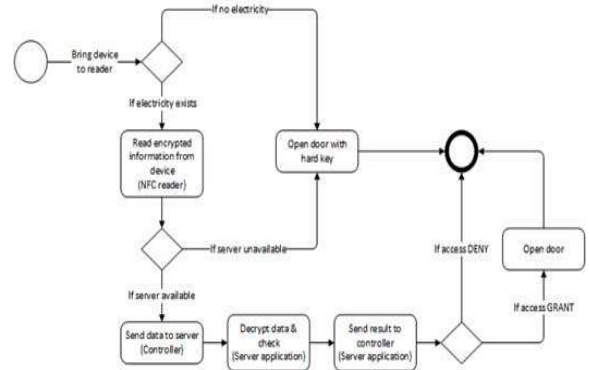 If no electricity
Bring device
to reader
If electricity exists
Read encrypted
information from
device
(NFC reader)
Open door with
hard key
If server unavailable
If access DENY
Open door
If server available
If access GRANT
Send data to server
(Controller)
Decrypt data &
check
(Server application)
Send result to
controller
(Server application)